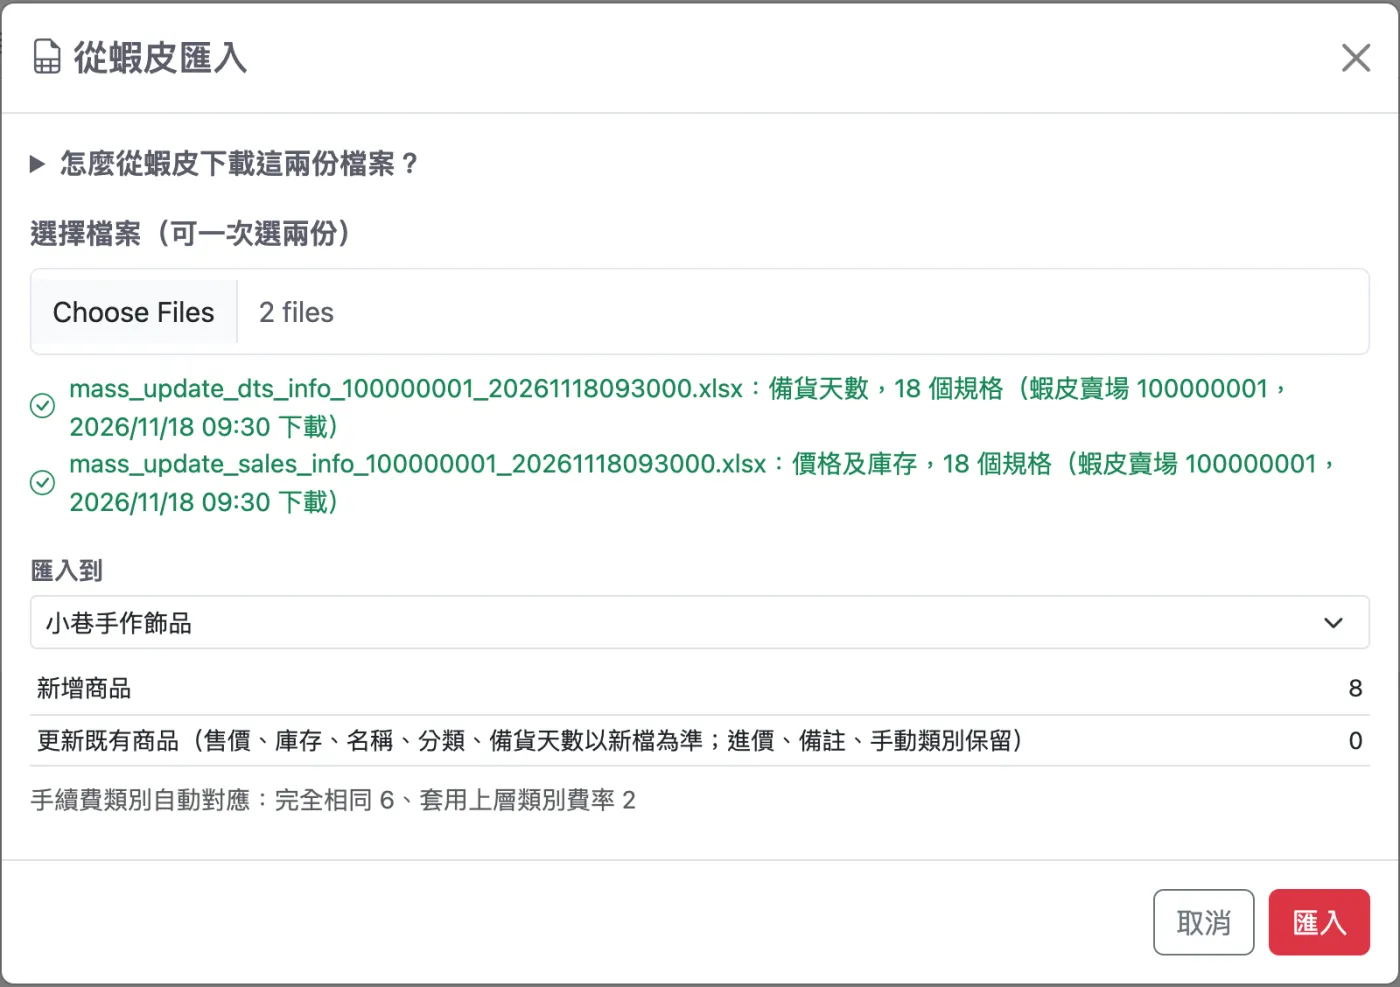 從蝦皮匯入
▶ 怎麼從蝦皮下載這兩份檔案？
選擇檔案（可一次選兩份）
Choose Files 2 files
mass_update_dts_info_100000001_20261118093000.xlsx：備貨天數，18 個規格（蝦皮賣場 100000001，
2026/11/18 09:30 下載）
mass_update_sales_info_100000001_20261118093000.xlsx：價格及庫存，18 個規格（蝦皮賣場 100000001，
2026/11/18 09:30 下載）
匯入到
小巷手作飾品
新增商品 8
更新既有商品（售價、庫存、名稱、分類、備貨天數以新檔為準；進價、備註、手動類別保留） 0
手續費類別自動對應：完全相同 6、套用上層類別費率 2
取消 匯入